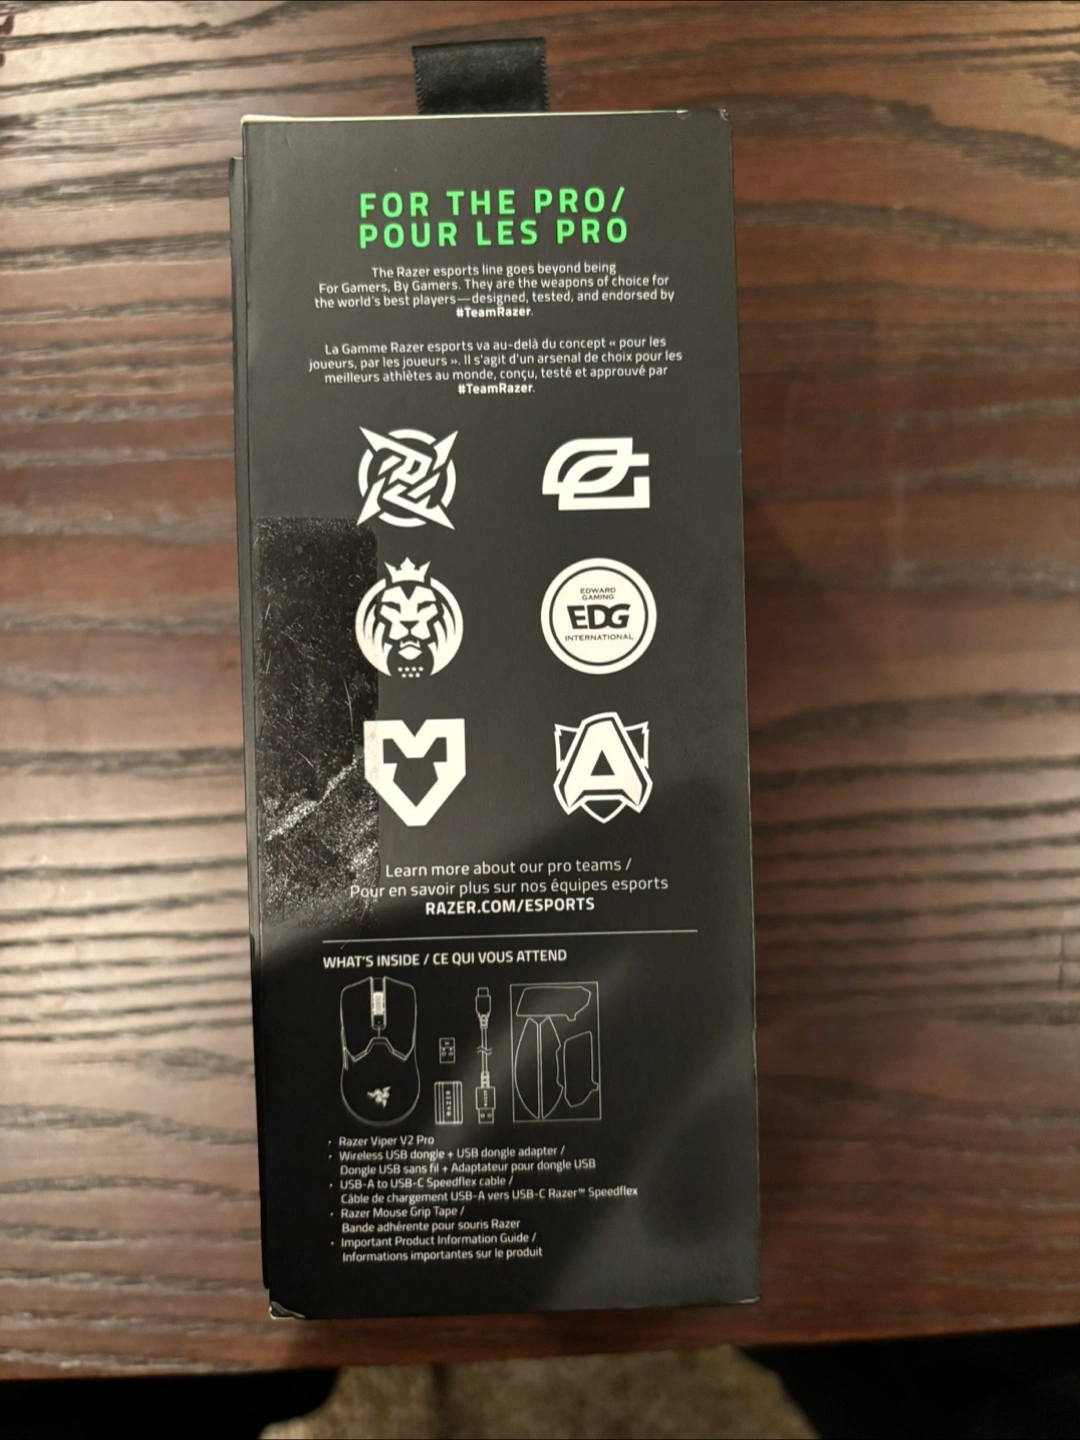 FOR THE PRO/
POUR LES PRO
The Razer esports line goes beyond being
For Gamers, By Gamers. They are the weapons of choice for
the world's best players—designed, tested, and endorsed by
#TeamRazer.
La Gamme Razer esports va au-delà du concept « pour les
joueurs, par les joueurs ». Il s'agit d'un arsenal de choix pour les
meilleurs athlètes au monde, conçu, testé et approuvé par
#TeamRazer.
EDWARD
GAMING
EDG
INTERNATIONAL
A
Learn more about our pro teams /
Pour en savoir plus sur nos équipes esports
RAZER.COM/ESPORTS
WHAT'S INSIDE / CE QUI VOUS ATTEND
• Razer Viper V2 Pro
• Wireless USB dongle + USB dongle adapter /
Dongle USB sans fil + Adaptateur pour dongle USB
• USB-A to USB-C Speedflex cable /
Câble de chargement USB-A vers USB-C Razer™ Speedflex
• Razer Mouse Grip Tape /
Bande adhérente pour souris Razer
• Important Product Information Guide /
Informations importantes sur le produit